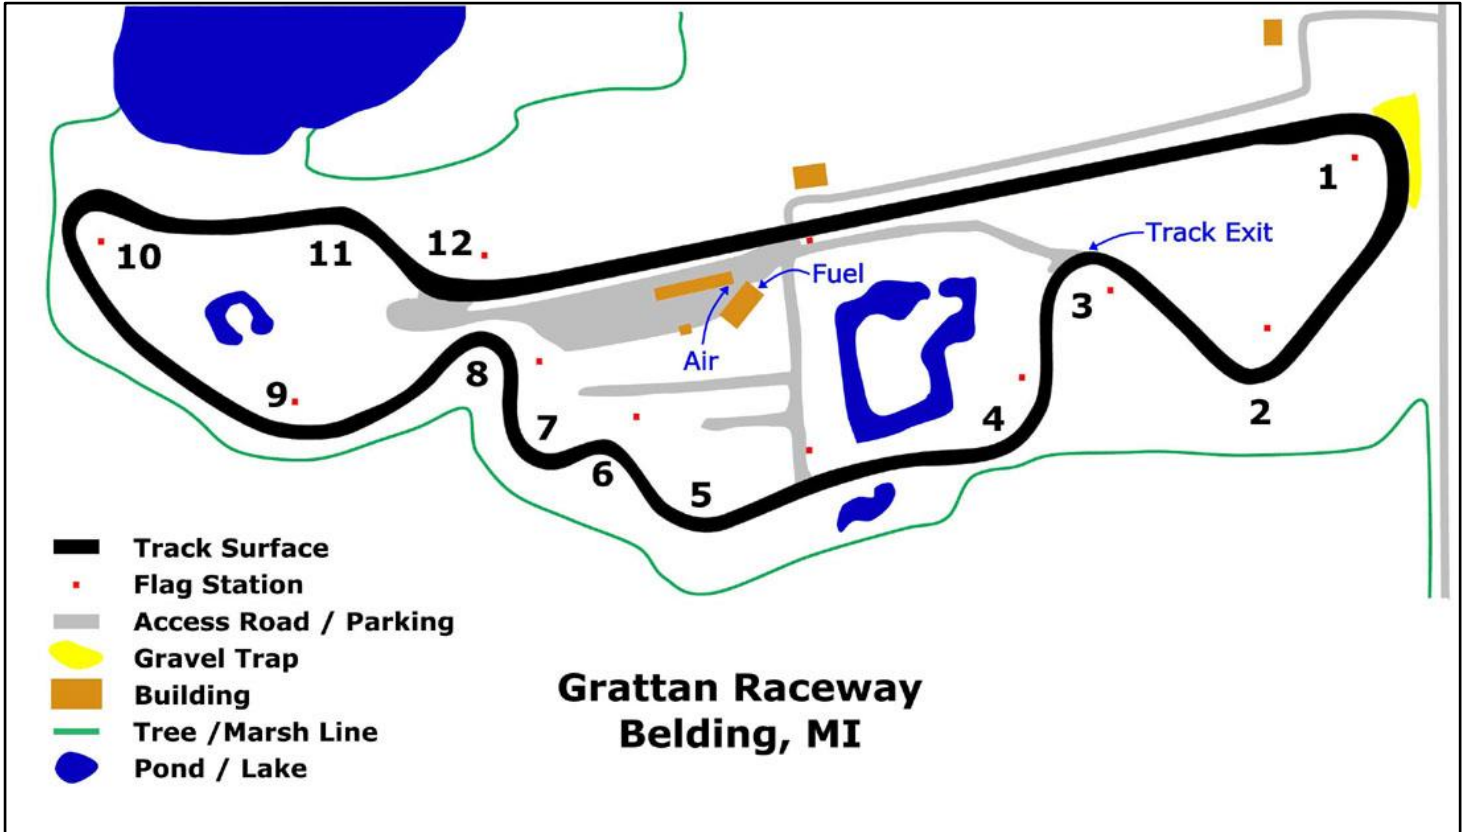 1
Track Exit
12
10
11
Fuel
3
Air
8
9
7
4
2
6
5
Track Surface
Flag Station
Access Road / Parking
Gravel Trap
Building
Tree /Marsh Line
Pond / Lake
Grattan Raceway
Belding, MI